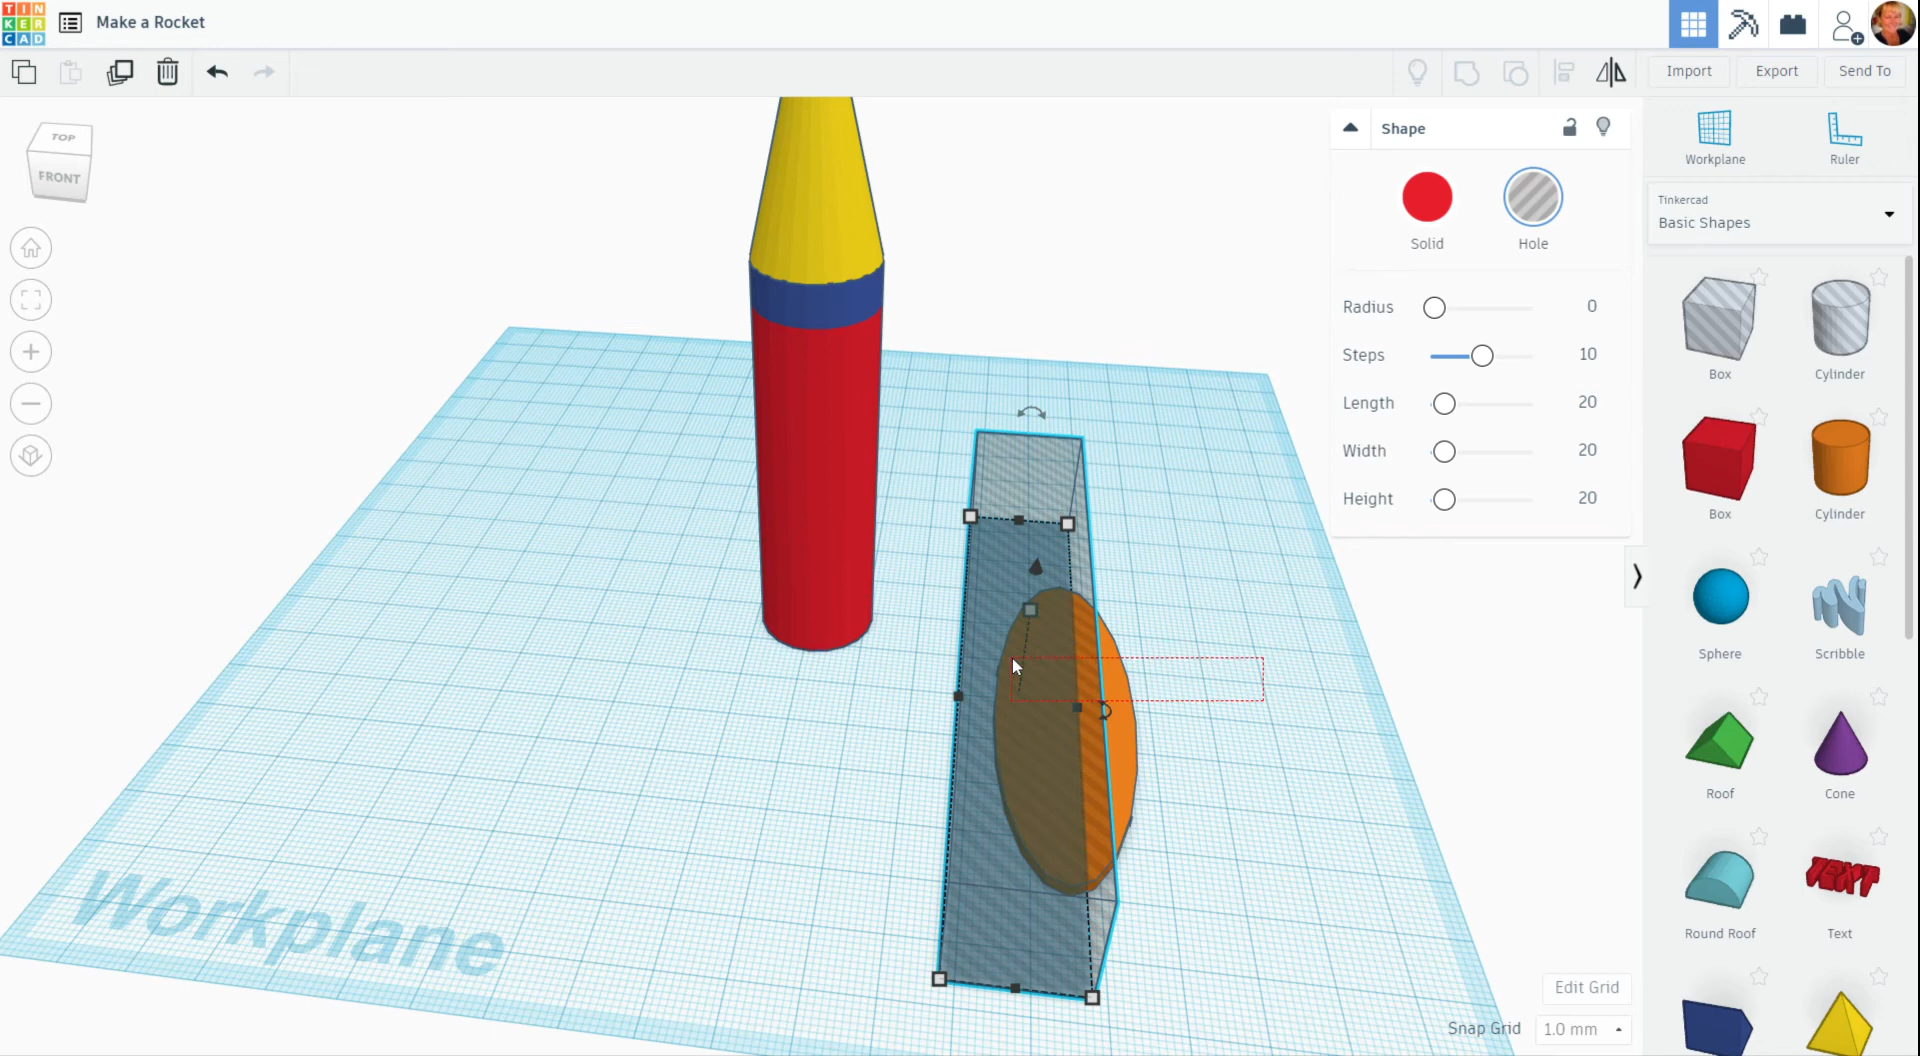 TIN
KER
CAD
Make a Rocket
Import
Export
Send To
TOP
FRONT
Shape
Solid
Hole
Radius 0
Steps 10
Length 20
Width 20
Height 20
Workplane
Ruler
Tinkercad
Basic Shapes
Box
Cylinder
Box
Cylinder
Sphere
Scribble
Roof
Cone
TEXT
Round Roof
Text
Workplane
Edit Grid
Snap Grid 1.0 mm